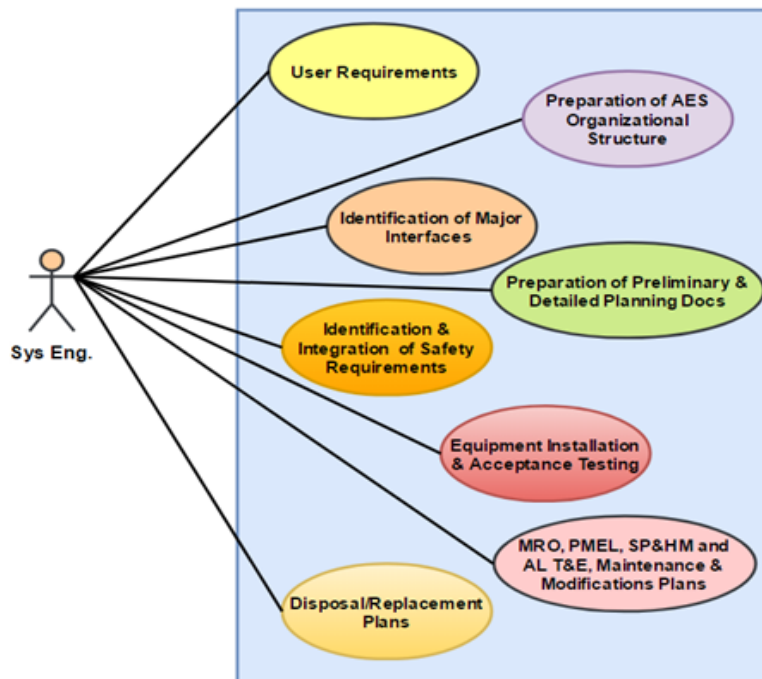 User Requirements
Preparation of AES
Organizational
Structure
Identification of Major
Interfaces
Preparation of Preliminary &
Detailed Planning Docs
Sys Eng.
Identification &
Integration of Safety
Requirements
Equipment Installation
& Acceptance Testing
MRO, PMEL, SP&HM and
AL T&E, Maintenance &
Modifications Plans
Disposal/Replacement
Plans